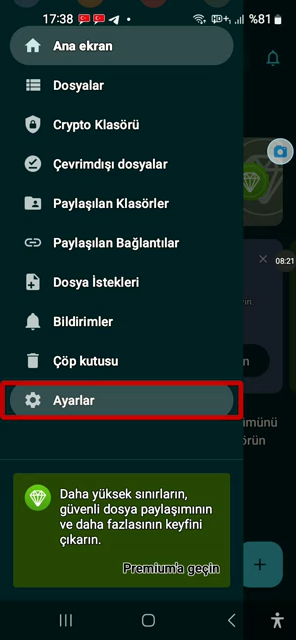 17:38 HD+ %81
Ana ekran
Dosyalar
Crypto Klasörü
Çevrimdışı dosyalar
Paylaşılan Klasörler
Paylaşılan Bağlantılar
08:21
Dosya İstekleri
Bildirimler
Çöp kutusu
Ayarlar
Daha yüksek sınırların,
güvenli dosya paylaşımının
ve daha fazlasının keyfini
çıkarın.
Premium'a geçin